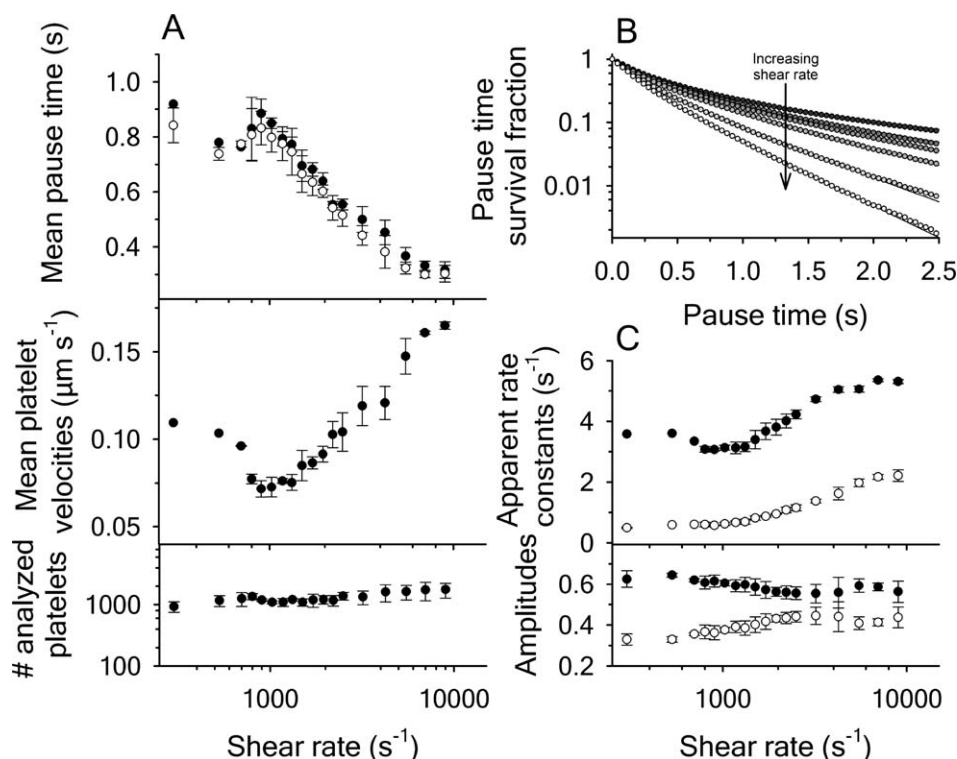 A
Mean pause time (s)
1.0
0.8
0.6
0.4
Mean platelet
velocities (µm s⁻¹)
0.15
0.10
0.05
# analyzed
platelets
1000
100
1000
10000
Shear rate (s⁻¹)
B
Pause time
survival fraction
1
0.1
0.01
Increasing
shear rate
0.0
0.5
1.0
1.5
2.0
2.5
Pause time (s)
C
Apparent rate
constants (s⁻¹)
6
4
2
0
Amplitudes
0.6
0.4
0.2
1000
10000
Shear rate (s⁻¹)